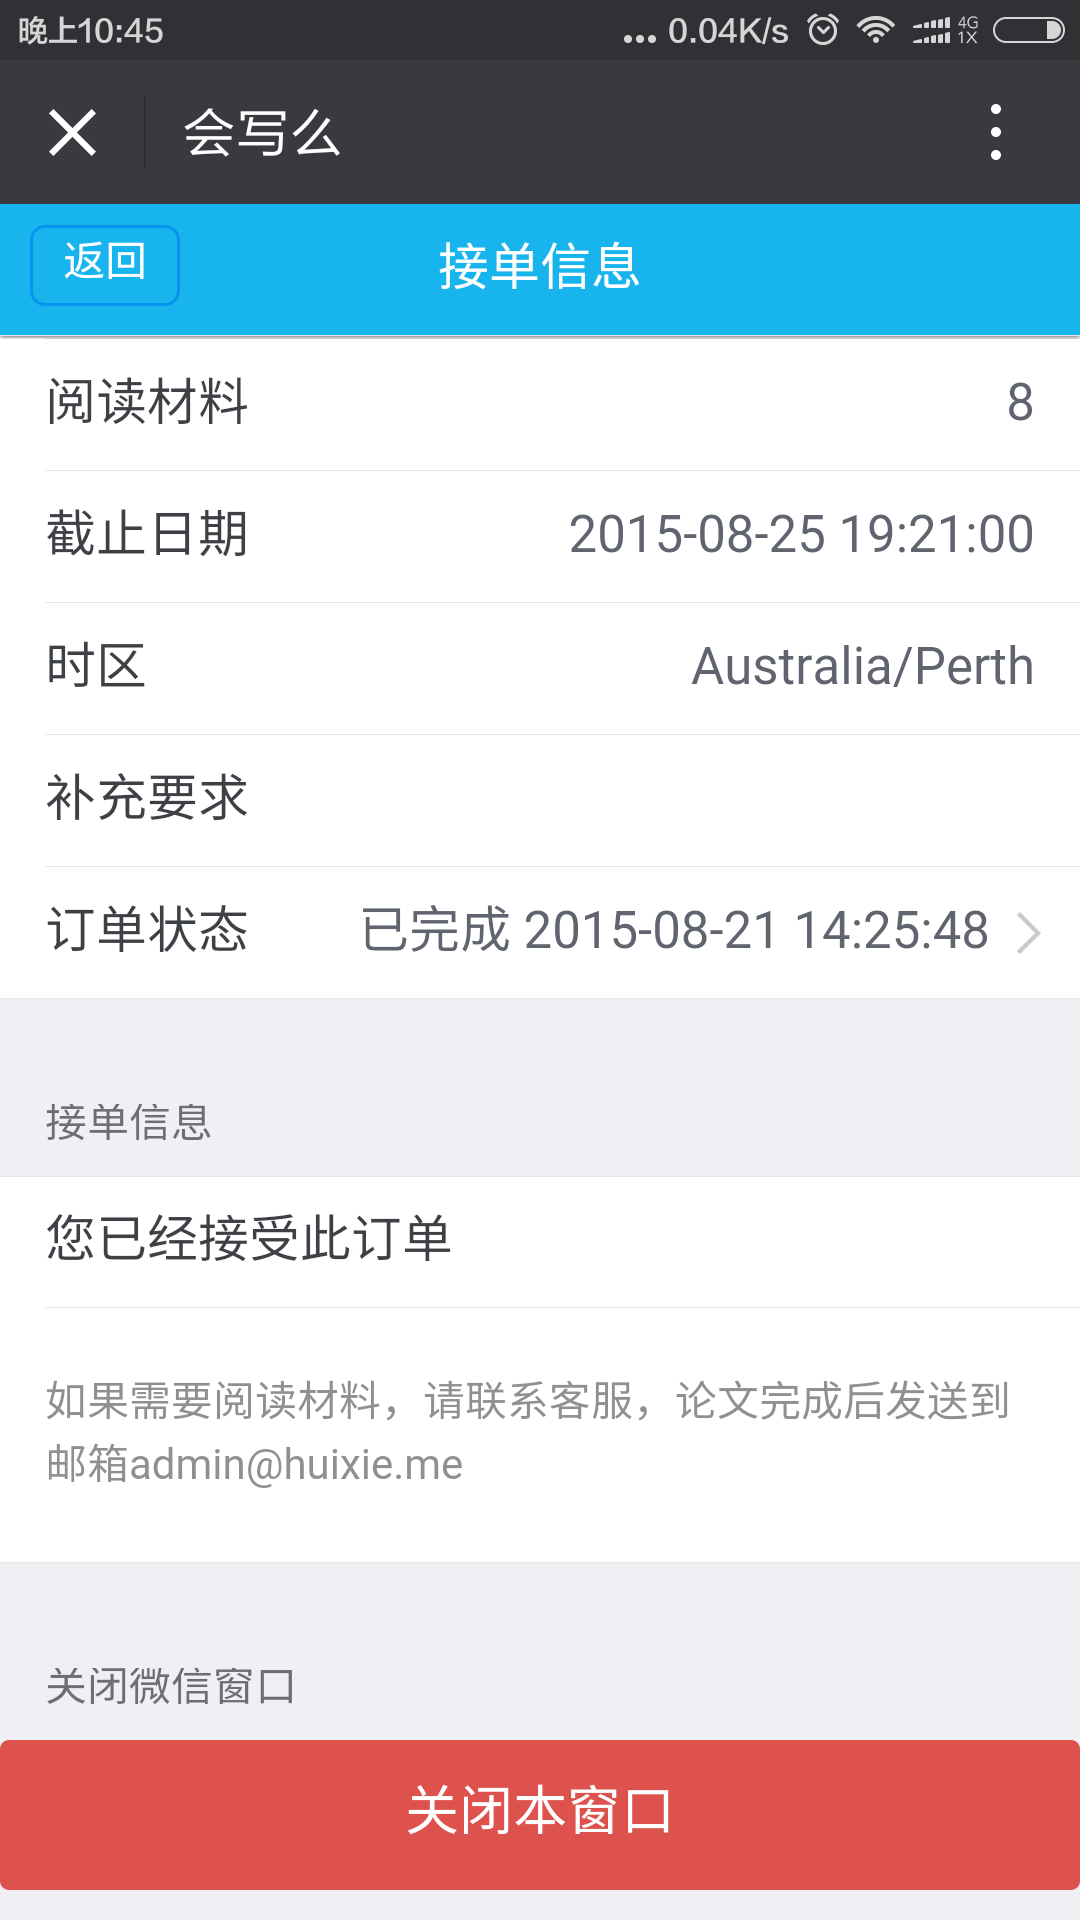 晚上10:45 ... 0.04K/s 4G 1X
会写么
返回 接单信息
阅读材料 8
截止日期 2015-08-25 19:21:00
时区 Australia/Perth
补充要求
订单状态 已完成 2015-08-21 14:25:48
接单信息
您已经接受此订单
如果需要阅读材料，请联系客服，论文完成后发送到
邮箱admin@huixie.me
关闭微信窗口
关闭本窗口